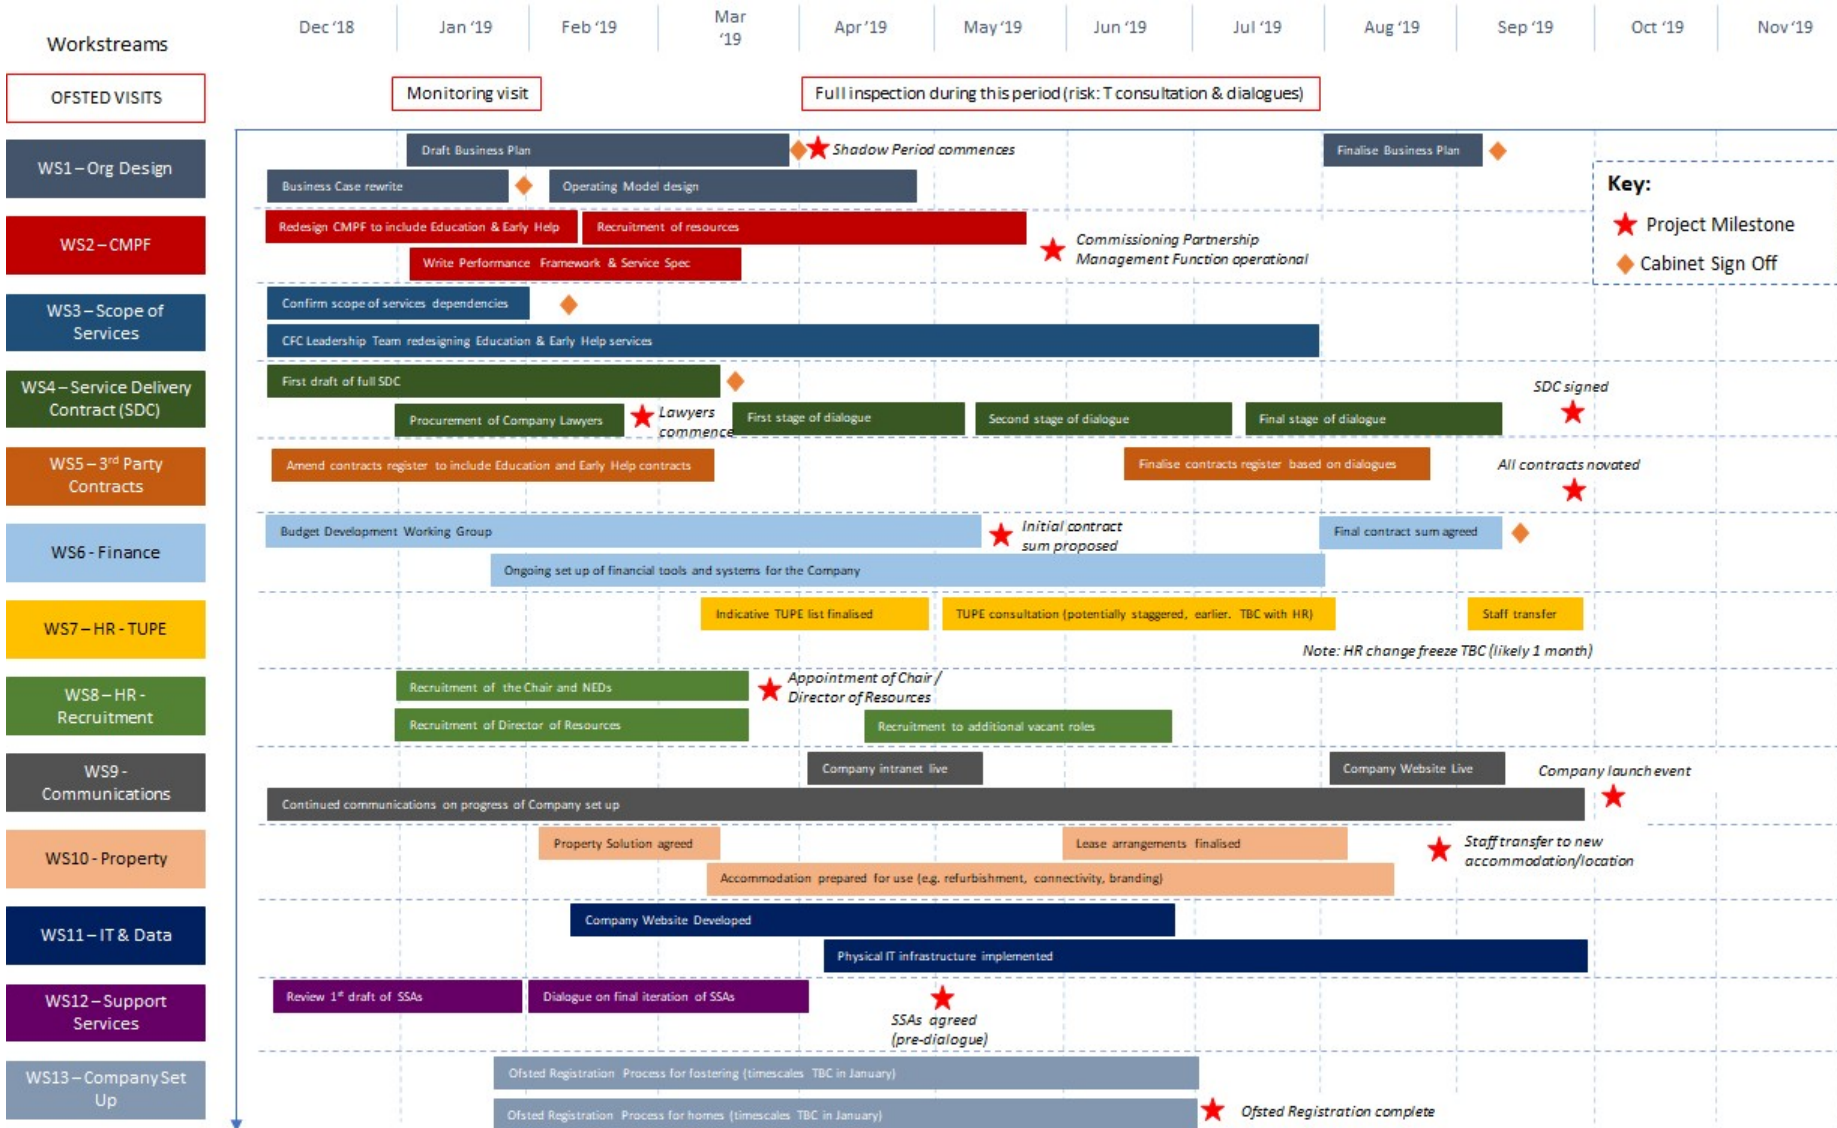 Dec ‘18
Jan ‘19
Feb ‘19
Mar
‘19
Apr ‘19
May ‘19
Jun ‘19
Jul ‘19
Aug ‘19
Sep ‘19
Oct ‘19
Nov ‘19
Workstreams
OFSTED VISITS
Monitoring visit
Full inspection during this period (risk: T consultation & dialogues)
WS1 – Org Design
Draft Business Plan
Shadow Period commences
Finalise Business Plan
Business Case rewrite
Operating Model design
Key:
Project Milestone
Cabinet Sign Off
WS2 – CMPF
Redesign CMPF to include Education & Early Help
Recruitment of resources
Write Performance Framework & Service Spec
Commissioning Partnership
Management Function operational
WS3 – Scope of
Services
Confirm scope of services dependencies
CFC Leadership Team redesigning Education & Early Help services
WS4 – Service Delivery
Contract (SDC)
First draft of full SDC
Procurement of Company Lawyers
Lawyers
commence
First stage of dialogue
Second stage of dialogue
Final stage of dialogue
SDC signed
WS5 – 3rd Party
Contracts
Amend contracts register to include Education and Early Help contracts
Finalise contracts register based on dialogues
All contracts novated
WS6 - Finance
Budget Development Working Group
Initial contract
sum proposed
Final contract sum agreed
Ongoing set up of financial tools and systems for the Company
WS7 – HR - TUPE
Indicative TUPE list finalised
TUPE consultation (potentially staggered, earlier. TBC with HR)
Staff transfer
Note: HR change freeze TBC (likely 1 month)
WS8 – HR -
Recruitment
Recruitment of the Chair and NEDs
Appointment of Chair /
Director of Resources
Recruitment of Director of Resources
Recruitment to additional vacant roles
WS9 -
Communications
Company intranet live
Company Website Live
Company launch event
Continued communications on progress of Company set up
WS10 - Property
Property Solution agreed
Lease arrangements finalised
Staff transfer to new
accommodation/location
Accommodation prepared for use (e.g. refurbishment, connectivity, branding)
WS11 – IT & Data
Company Website Developed
Physical IT infrastructure implemented
WS12 – Support
Services
Review 1st draft of SSAs
Dialogue on final iteration of SSAs
SSAs agreed
(pre-dialogue)
WS13 – Company Set
Up
Ofsted Registration Process for fostering (timescales TBC in January)
Ofsted Registration Process for homes (timescales TBC in January)
Ofsted Registration complete